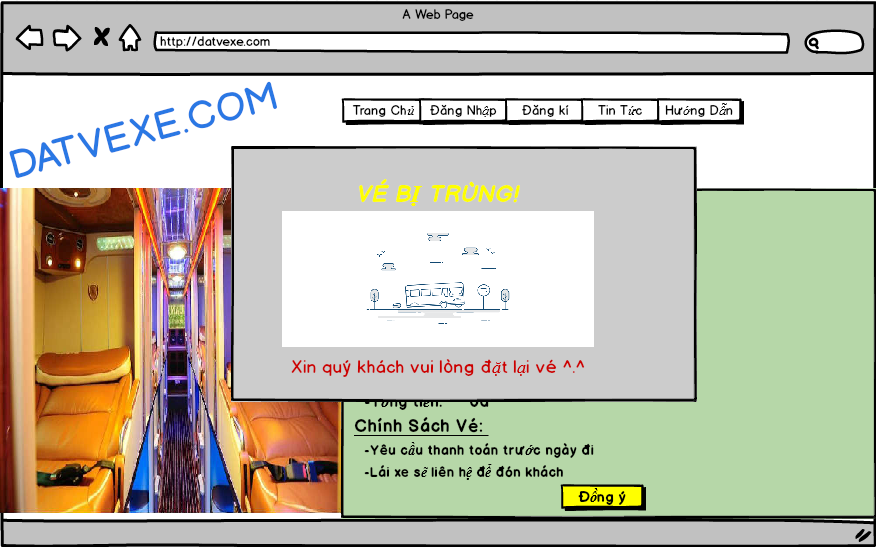 A Web Page
http://datvexe.com
DATVEXE.COM
Trang Chủ
Đăng Nhập
Đăng kí
Tin Tức
Hướng Dẫn
VÉ BỊ TRÙNG!
Xin quý khách vui lòng đặt lại vé ^.^
-Tổng tiền: 0đ
Chính Sách Vé:
-Yêu cầu thanh toán trước ngày đi
-Lái xe sẽ liên hệ để đón khách
Đồng ý